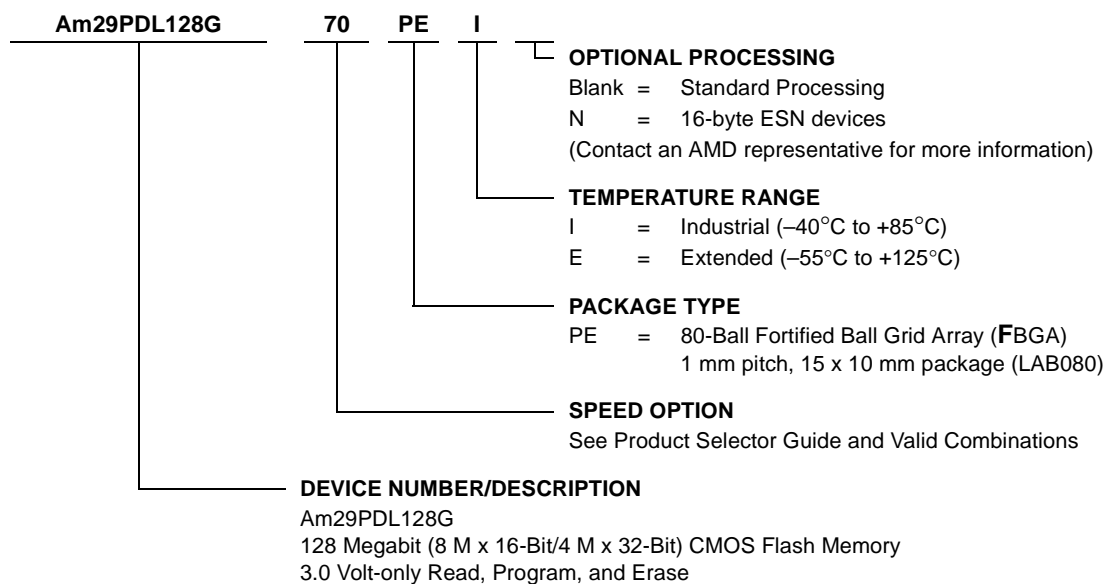 Am29PDL128G 70 PE I
OPTIONAL PROCESSING
Blank = Standard Processing
N = 16-byte ESN devices
(Contact an AMD representative for more information)
TEMPERATURE RANGE
I = Industrial (–40°C to +85°C)
E = Extended (–55°C to +125°C)
PACKAGE TYPE
PE = 80-Ball Fortified Ball Grid Array (FBGA)
1 mm pitch, 15 x 10 mm package (LAB080)
SPEED OPTION
See Product Selector Guide and Valid Combinations
DEVICE NUMBER/DESCRIPTION
Am29PDL128G
128 Megabit (8 M x 16-Bit/4 M x 32-Bit) CMOS Flash Memory
3.0 Volt-only Read, Program, and Erase